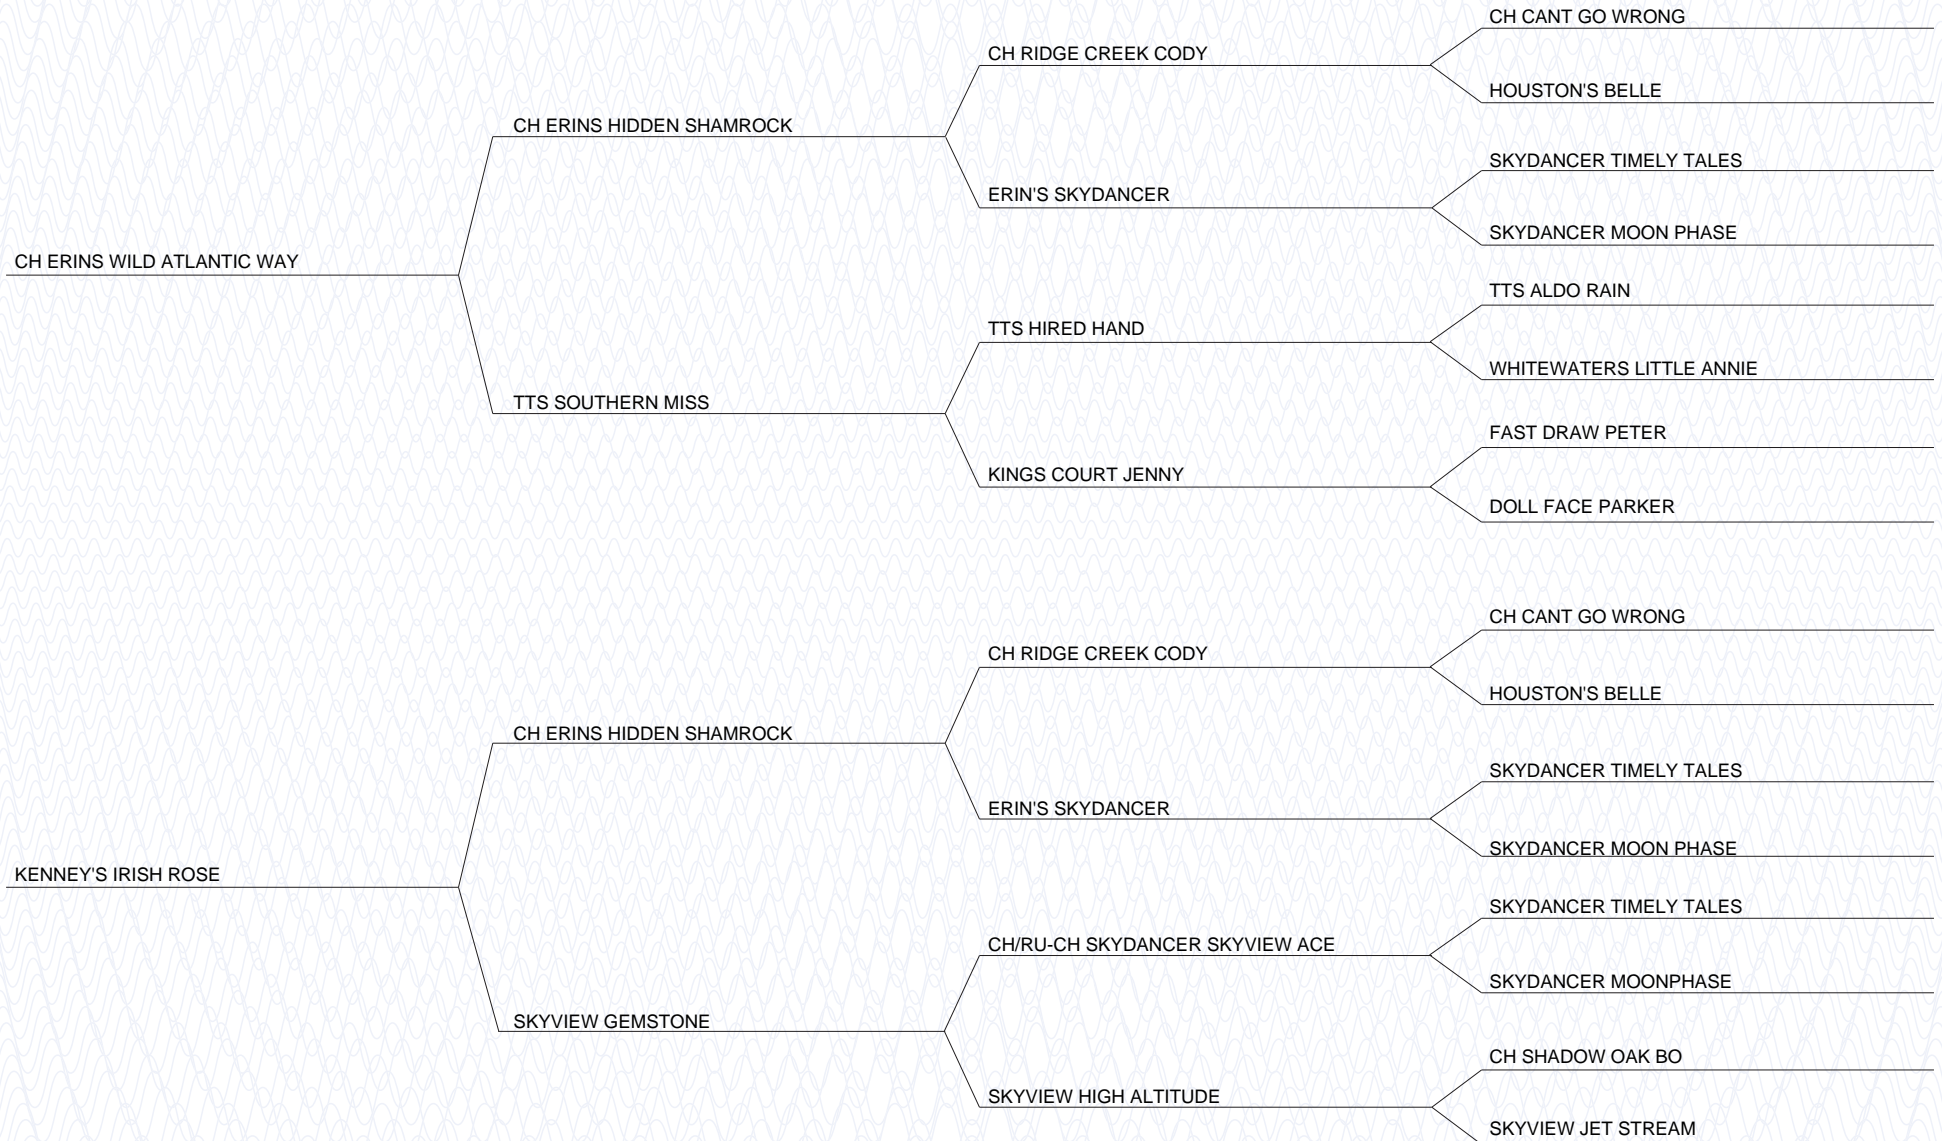 CH CANT GO WRONG
CH RIDGE CREEK CODY
HOUSTON'S BELLE
CH ERINS HIDDEN SHAMROCK
SKYDANCER TIMELY TALES
ERIN'S SKYDANCER
SKYDANCER MOON PHASE
CH ERINS WILD ATLANTIC WAY
TTS ALDO RAIN
TTS HIRED HAND
WHITEWATERS LITTLE ANNIE
TTS SOUTHERN MISS
FAST DRAW PETER
KINGS COURT JENNY
DOLL FACE PARKER
CH CANT GO WRONG
CH RIDGE CREEK CODY
HOUSTON'S BELLE
CH ERINS HIDDEN SHAMROCK
SKYDANCER TIMELY TALES
ERIN'S SKYDANCER
SKYDANCER MOON PHASE
KENNEY'S IRISH ROSE
SKYDANCER TIMELY TALES
CH/RU-CH SKYDANCER SKYVIEW ACE
SKYDANCER MOONPHASE
SKYVIEW GEMSTONE
CH SHADOW OAK BO
SKYVIEW HIGH ALTITUDE
SKYVIEW JET STREAM